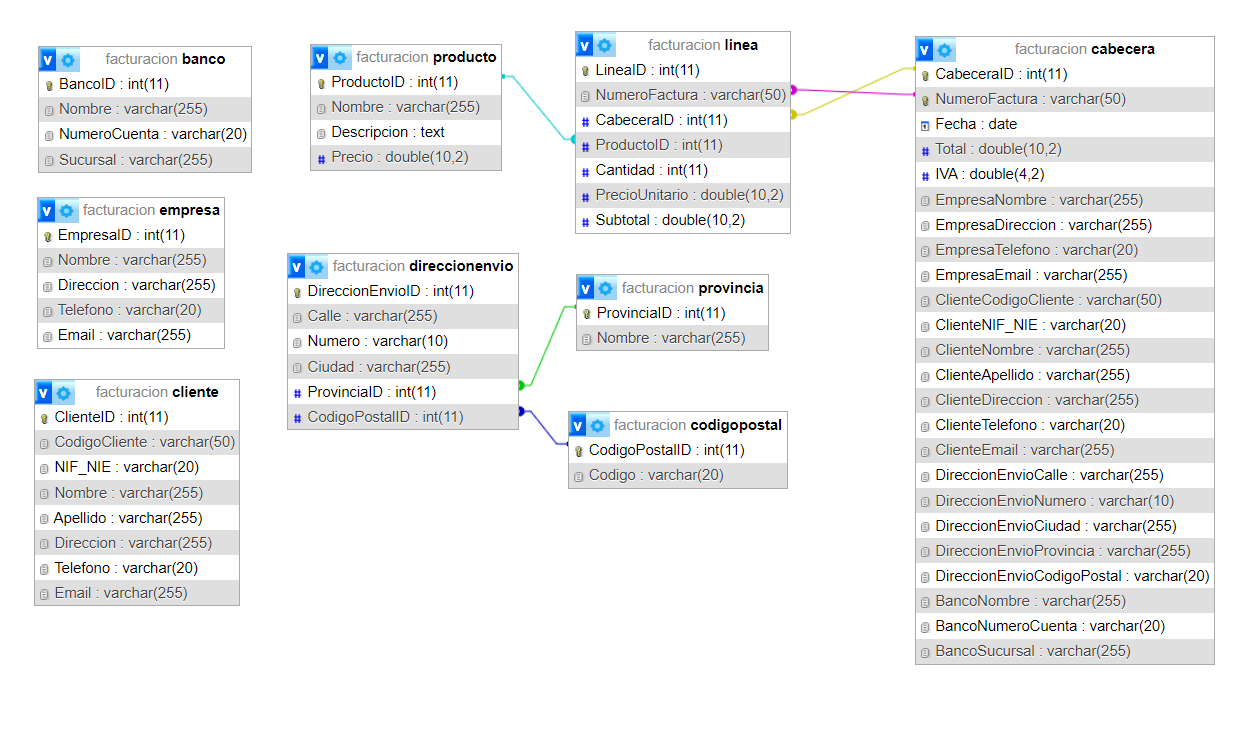 facturacion banco
BancoID : int(11)
Nombre : varchar(255)
NumeroCuenta : varchar(20)
Sucursal : varchar(255)
facturacion empresa
EmpresaID : int(11)
Nombre : varchar(255)
Direccion : varchar(255)
Telefono : varchar(20)
Email : varchar(255)
facturacion cliente
ClienteID : int(11)
CodigoCliente : varchar(50)
NIF_NIE : varchar(20)
Nombre : varchar(255)
Apellido : varchar(255)
Direccion : varchar(255)
Telefono : varchar(20)
Email : varchar(255)
facturacion producto
ProductoID : int(11)
Nombre : varchar(255)
Descripcion : text
Precio : double(10,2)
facturacion direccionenvio
DireccionEnvioID : int(11)
Calle : varchar(255)
Numero : varchar(10)
Ciudad : varchar(255)
ProvinciaID : int(11)
CodigoPostalID : int(11)
facturacion linea
LineaID : int(11)
NumeroFactura : varchar(50)
CabeceraID : int(11)
ProductoID : int(11)
Cantidad : int(11)
PrecioUnitario : double(10,2)
Subtotal : double(10,2)
facturacion provincia
ProvinciaID : int(11)
Nombre : varchar(255)
facturacion codigopostal
CodigoPostalID : int(11)
Codigo : varchar(20)
facturacion cabecera
CabeceraID : int(11)
NumeroFactura : varchar(50)
Fecha : date
Total : double(10,2)
IVA : double(4,2)
EmpresaNombre : varchar(255)
EmpresaDireccion : varchar(255)
EmpresaTelefono : varchar(20)
EmpresaEmail : varchar(255)
ClienteCodigoCliente : varchar(50)
ClienteNIF_NIE : varchar(20)
ClienteNombre : varchar(255)
ClienteApellido : varchar(255)
ClienteDireccion : varchar(255)
ClienteTelefono : varchar(20)
ClienteEmail : varchar(255)
DireccionEnvioCalle : varchar(255)
DireccionEnvioNumero : varchar(10)
DireccionEnvioCiudad : varchar(255)
DireccionEnvioProvincia : varchar(255)
DireccionEnvioCodigoPostal : varchar(20)
BancoNombre : varchar(255)
BancoNumeroCuenta : varchar(20)
BancoSucursal : varchar(255)